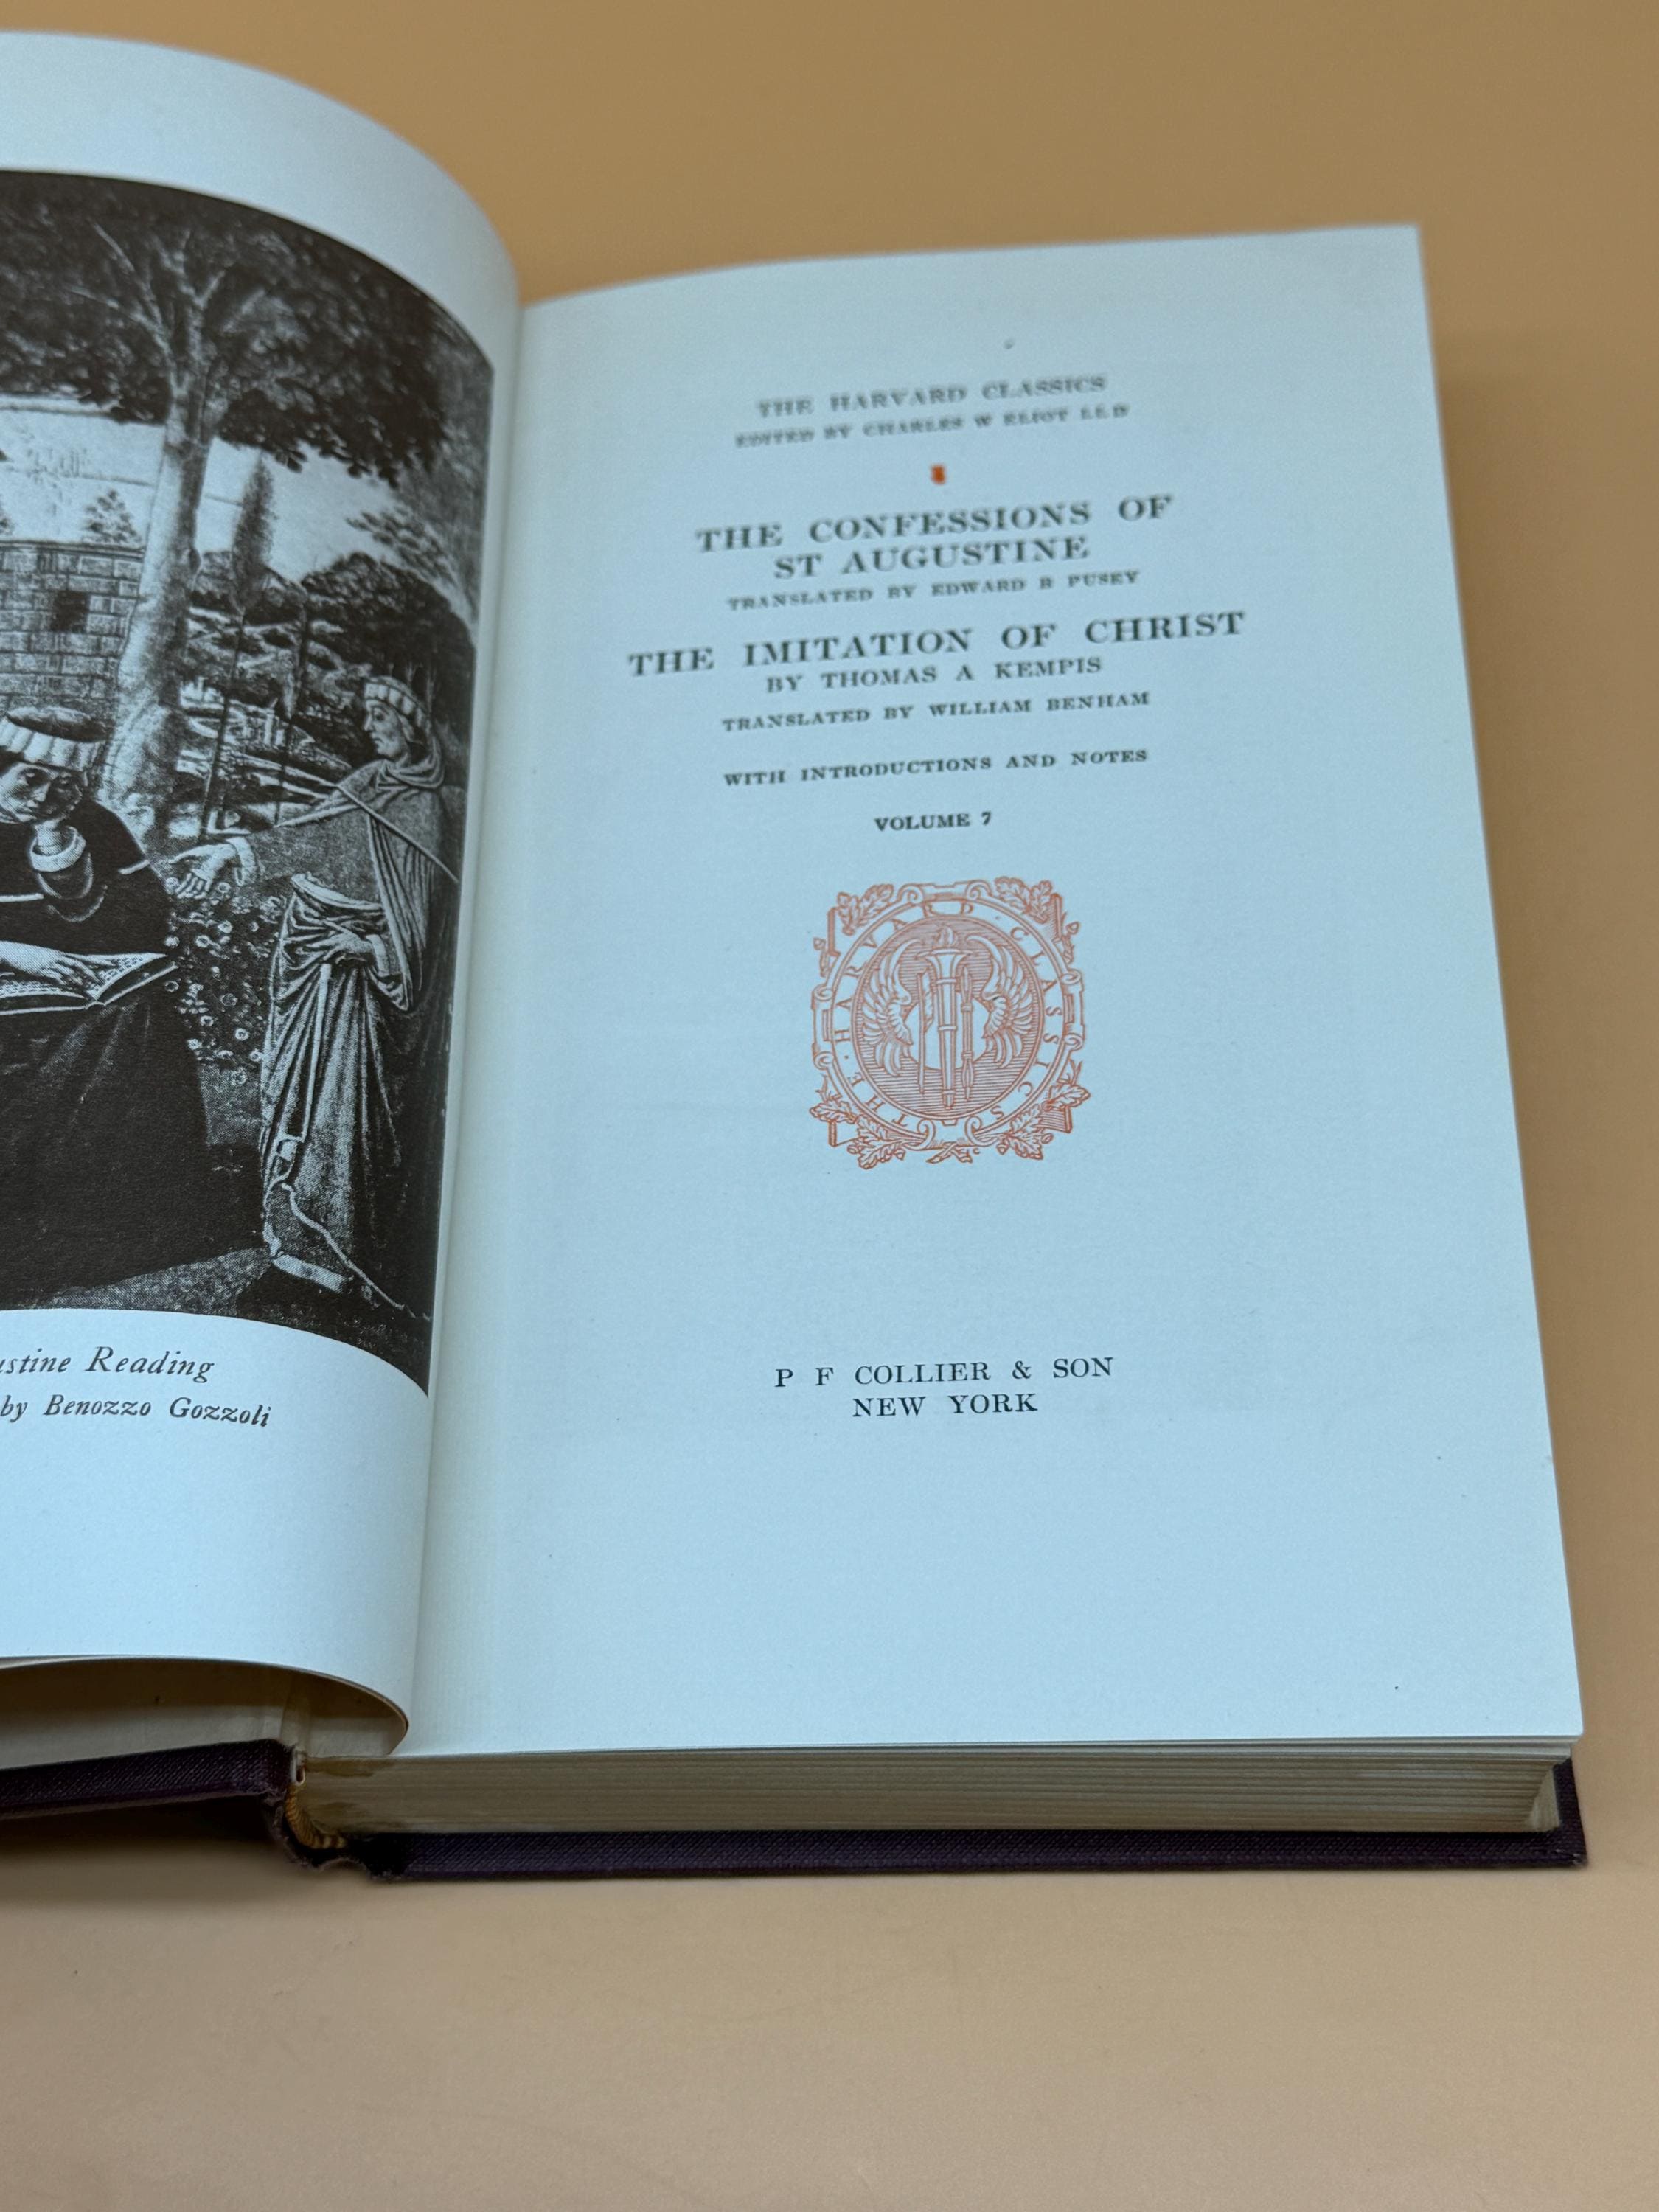 Reading
by Benozzo Gozzoli
THE HARVARD CLASSICS
EDITED BY CHARLES W ELIOT LL D
THE CONFESSIONS OF
ST AUGUSTINE
TRANSLATED BY EDWARD B PUSEY
THE IMITATION OF CHRIST
BY THOMAS A KEMPIS
TRANSLATED BY WILLIAM BENHAM
WITH INTRODUCTIONS AND NOTES
VOLUME 7
THE · HARVARD CLASSICS
P F COLLIER & SON
NEW YORK